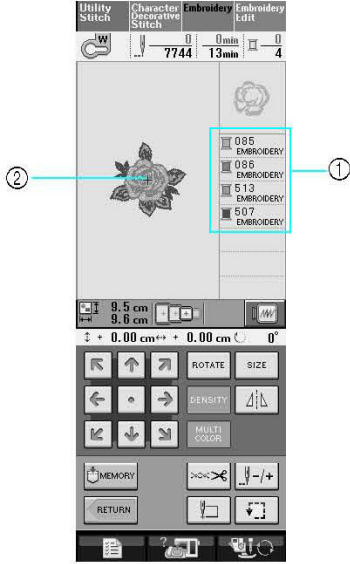 Utility Stitch
Character Decorative Stitch
Embroidery
Embroidery Edit
W
0
7744
0min
13min
0
4
085
EMBROIDERY
086
EMBROIDERY
513
EMBROIDERY
507
EMBROIDERY
①
②
9.5 cm
9.6 cm
+ 0.00 cm
+ 0.00 cm
0°
ROTATE
SIZE
DENSITY
MULTI COLOR
MEMORY
-/+
RETURN
?